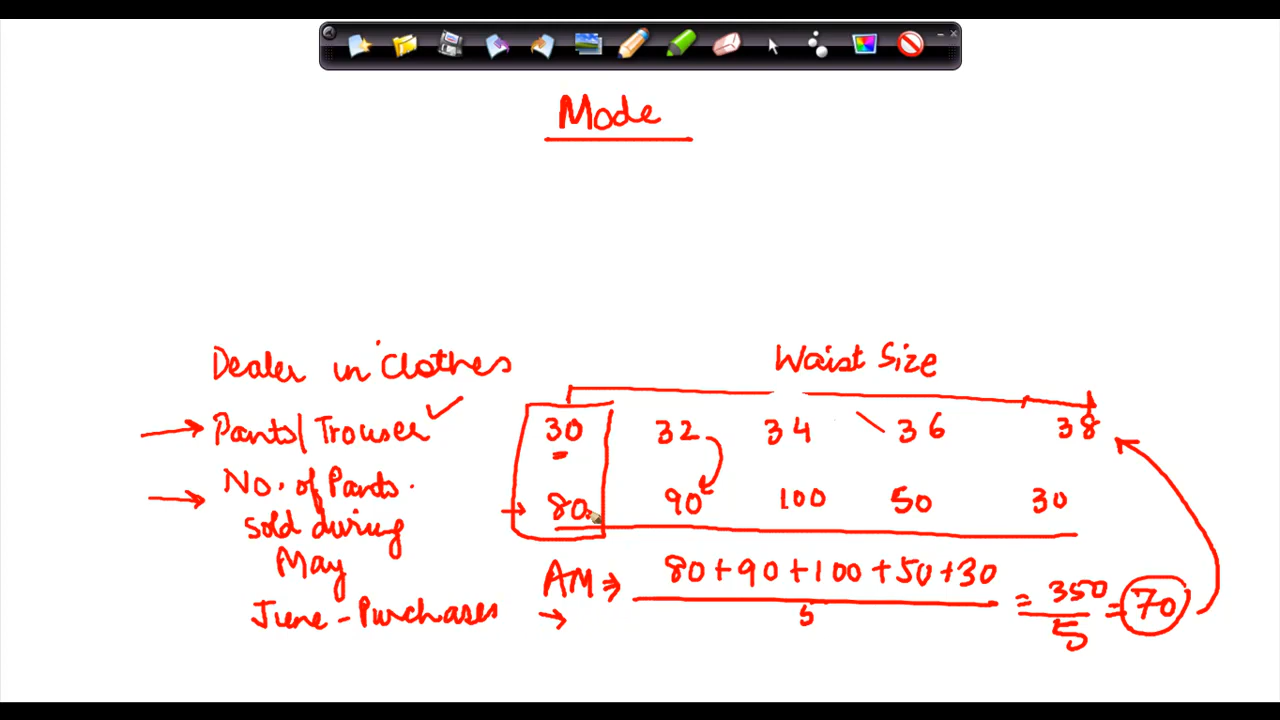 Mode
Dealer in Clothes
Waist Size
Pants/Trouser
30 32 34 36 38
No. of Pants.
sold during
May
80 90 100 50 30
AM ⇒ 80+90+100+50+30
5
= 350
5
= 70
June - Purchases →